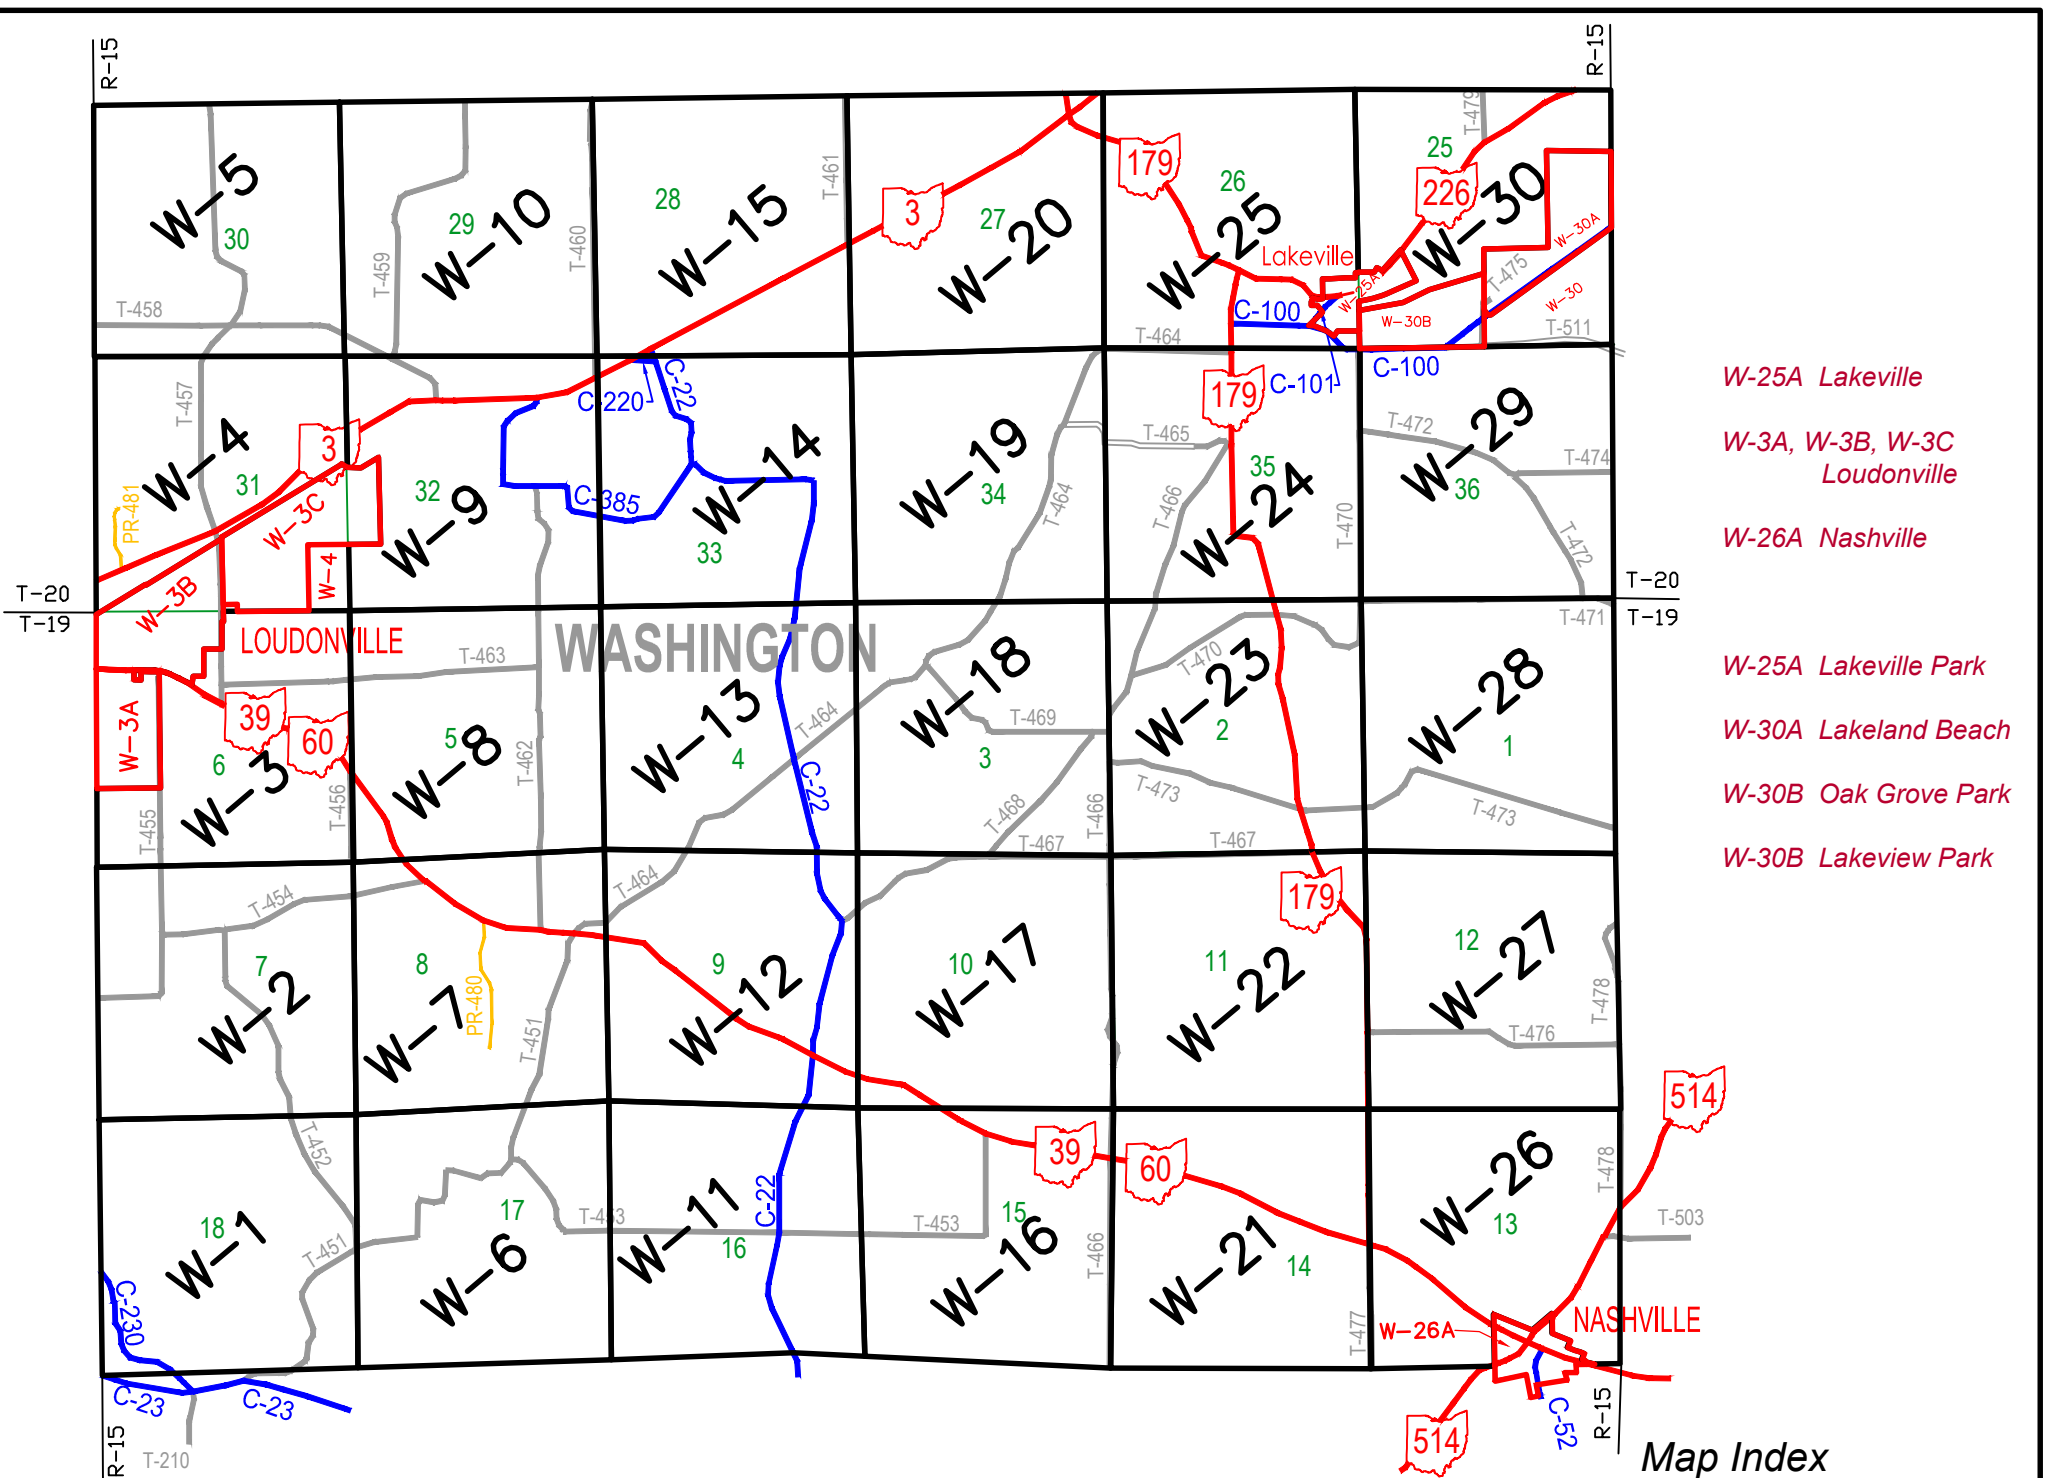 R-15
R-15
T-479
25
W-5
30
T-459
29
W-10
T-460
28
W-15
T-461
3
27
W-20
179
26
W-25
226
W-30
W-30A
Lakeville
W-25A
T-475
W-30
W-30B
C-100
T-458
T-464
T-511
C-101
C-100
T-457
W-4
31
3
PR-481
W-3C
W-4
W-3B
32
W-9
C-220
C-22
C-385
W-14
33
W-19
34
T-464
T-465
T-466
179
35
W-24
T-470
T-472
W-29
36
T-474
T-472
W-25A Lakeville
W-3A, W-3B, W-3C
Loudonville
W-26A Nashville
T-20
T-19
T-20
T-19
T-471
LOUDONVILLE
WASHINGTON
T-463
W-3A
39
60
6
W-3
T-455
T-456
5
W-8
T-462
W-13
4
T-464
C-22
W-18
3
T-469
T-468
T-466
T-467
T-470
W-23
2
T-473
T-467
W-28
1
T-473
W-25A Lakeville Park
W-30A Lakeland Beach
W-30B Oak Grove Park
W-30B Lakeview Park
T-454
7
W-2
8
W-7
PR-480
T-451
T-464
9
W-12
10
W-17
11
W-22
179
12
W-27
T-478
T-476
514
T-452
18
W-1
T-451
17
W-6
T-453
W-11
16
C-22
T-453
15
W-16
39
T-466
60
W-21
14
T-477
W-26
13
T-478
T-503
NASHVILLE
W-26A
C-230
C-23
C-23
R-15
T-210
514
C-52
R-15
Map Index